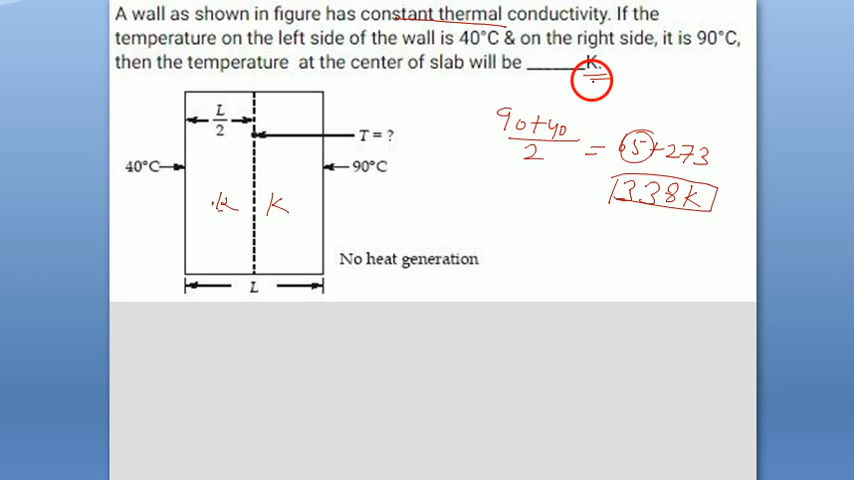 A wall as shown in figure has constant thermal conductivity. If the
temperature on the left side of the wall is 40°C & on the right side, it is 90°C,
then the temperature at the center of slab will be ______K.
L
2
T = ?
40°C
90°C
K K
No heat generation
L
90+40
2
= 65+273
338K